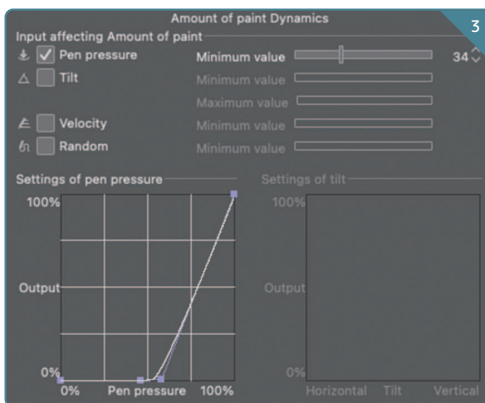 Amount of paint Dynamics
3
Input affecting Amount of paint
Pen pressure Minimum value 34
Tilt Minimum value
Maximum value
Velocity Minimum value
Random Minimum value
Settings of pen pressure Settings of tilt
100% 100%
Output Output
0% 0%
0% Pen pressure 100% Horizontal Tilt Vertical